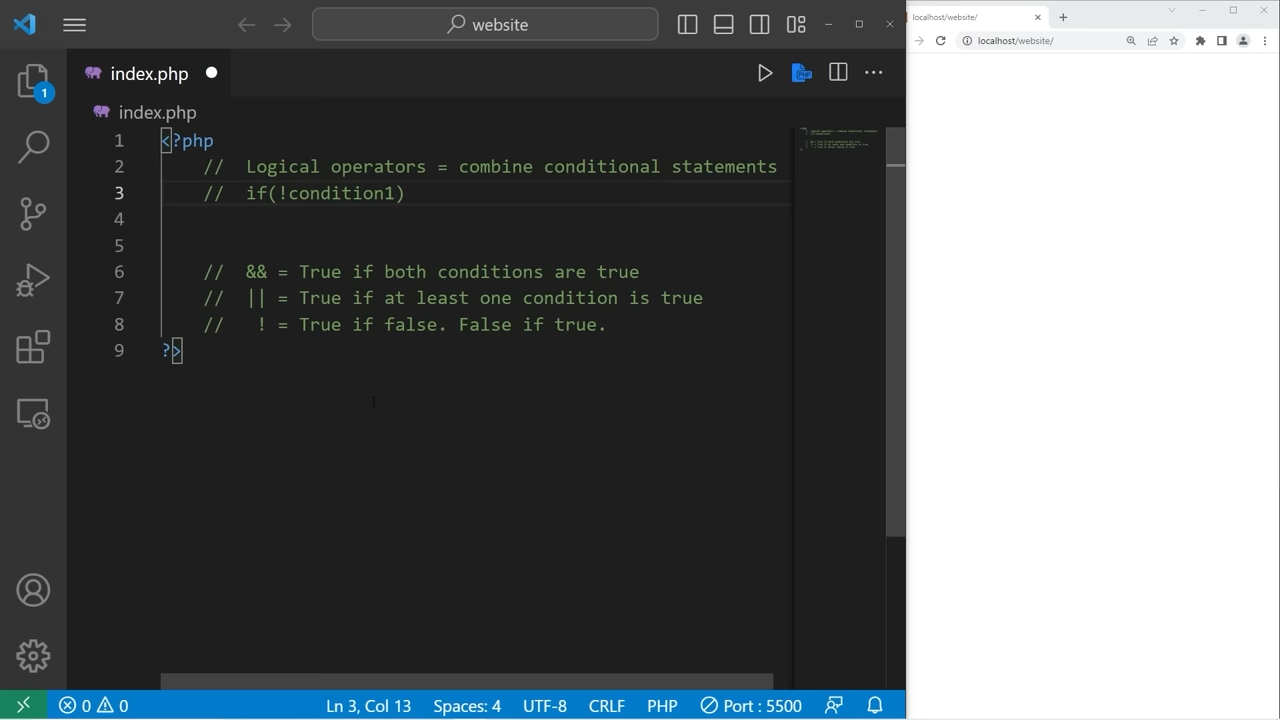 website
index.php
index.php
1 <?php
2 // Logical operators = combine conditional statements
3 // if(!condition1)
4
5
6 // && = True if both conditions are true
7 // || = True if at least one condition is true
8 // ! = True if false. False if true.
9 ?>
1
0 0
Ln 3, Col 13
Spaces: 4
UTF-8
CRLF
PHP
Port : 5500
localhost/website/
localhost/website/